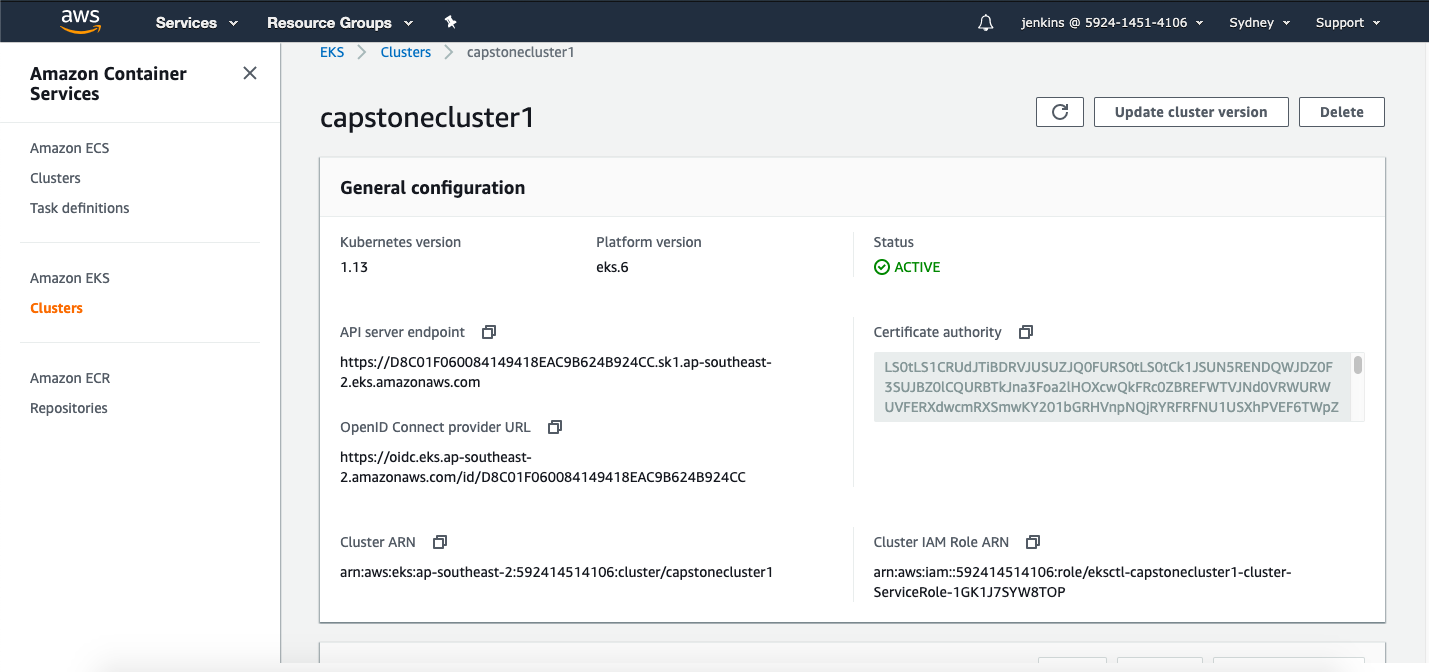 aws Services Resource Groups jenkins @ 5924-1451-4106 Sydney Support
EKS Clusters capstonecluster1
Amazon Container
Services
Amazon ECS
Clusters
Task definitions
Amazon EKS
Clusters
Amazon ECR
Repositories
capstonecluster1
Update cluster version
Delete
General configuration
Kubernetes version
1.13
Platform version
eks.6
Status
ACTIVE
API server endpoint
https://D8C01F060084149418EAC9B624B924CC.sk1.ap-southeast-
2.eks.amazonaws.com
Certificate authority
LS0tLS1CRUdJTiBDRVJUSUZJQ0FURS0tLS0tCk1JSUN5RENDQWJDZ0F
3SUJBZ0lCQURBTkJna3Foa2lHOXcwQkFRc0ZBREFWTVJNd0VRWURW
UVFERXdwcmRXSmwKY201bGRHVnpNQjRYRFRFNU1USXhPVEF6TWpZ
OpenID Connect provider URL
https://oidc.eks.ap-southeast-
2.amazonaws.com/id/D8C01F060084149418EAC9B624B924CC
Cluster ARN
arn:aws:eks:ap-southeast-2:592414514106:cluster/capstonecluster1
Cluster IAM Role ARN
arn:aws:iam::592414514106:role/eksctl-capstonecluster1-cluster-
ServiceRole-1GK1J7SYW8TOP